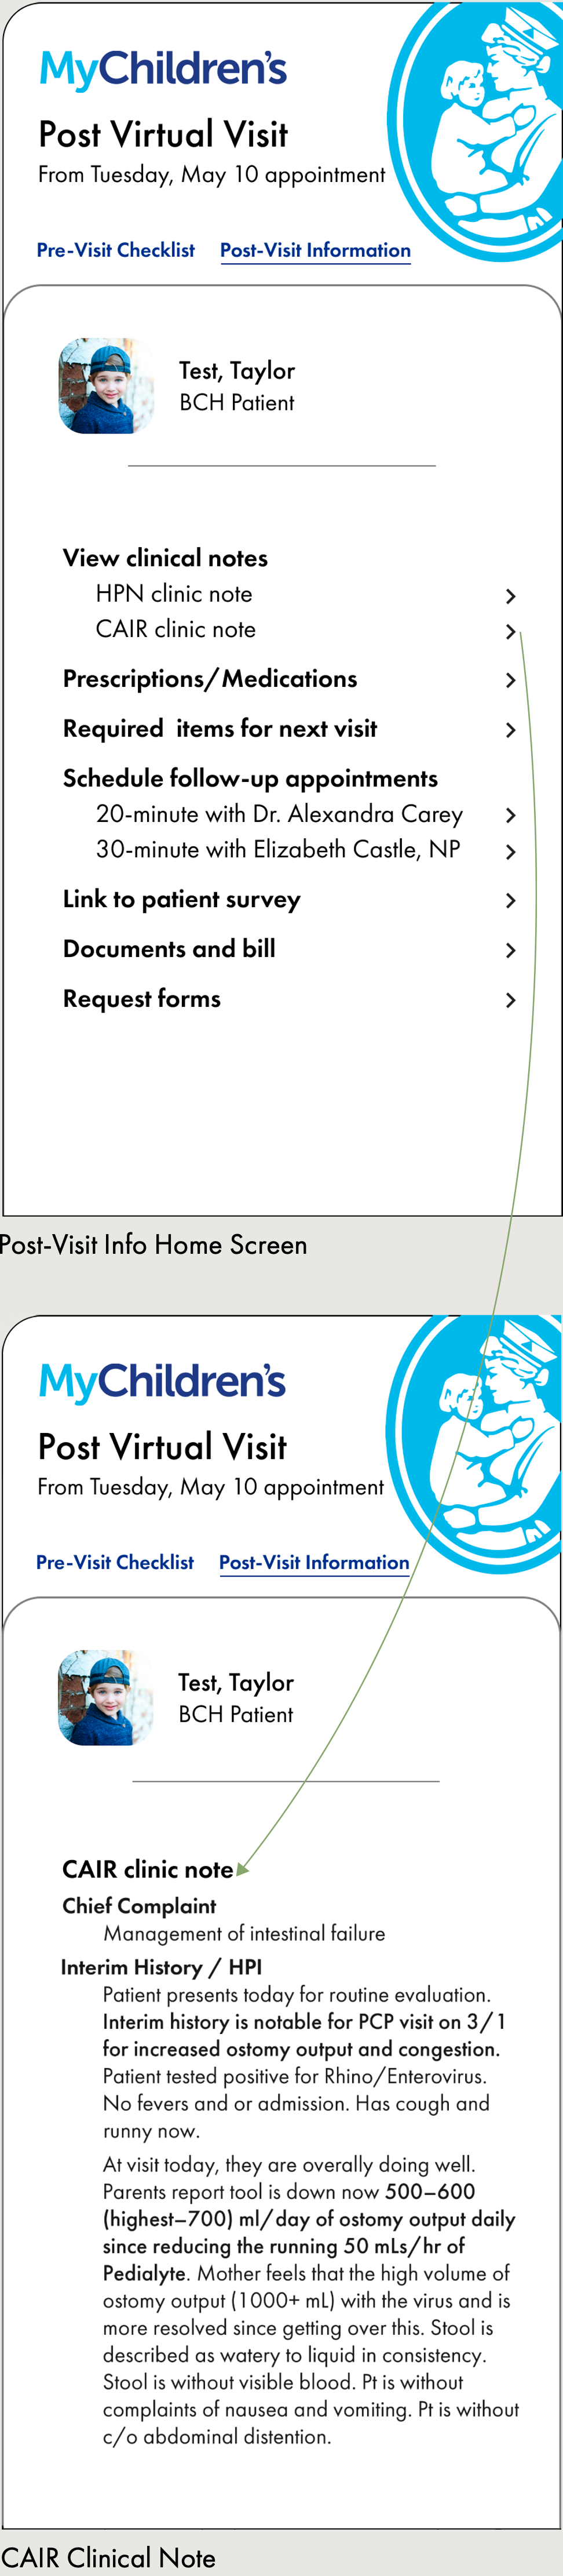 MyChildren's
Post Virtual Visit
From Tuesday, May 10 appointment
Pre-Visit Checklist Post-Visit Information
Test, Taylor
BCH Patient
View clinical notes
HPN clinic note
CAIR clinic note
Prescriptions/Medications
Required items for next visit
Schedule follow-up appointments
20-minute with Dr. Alexandra Carey
30-minute with Elizabeth Castle, NP
Link to patient survey
Documents and bill
Request forms
Post-Visit Info Home Screen
MyChildren's
Post Virtual Visit
From Tuesday, May 10 appointment
Pre-Visit Checklist Post-Visit Information
Test, Taylor
BCH Patient
CAIR clinic note
Chief Complaint
Management of intestinal failure
Interim History / HPI
Patient presents today for routine evaluation.
Interim history is notable for PCP visit on 3/1
for increased ostomy output and congestion.
Patient tested positive for Rhino/Enterovirus.
No fevers and or admission. Has cough and
runny now.
At visit today, they are overally doing well.
Parents report tool is down now 500–600
(highest–700) ml/day of ostomy output daily
since reducing the running 50 mLs/hr of
Pedialyte. Mother feels that the high volume of
ostomy output (1000+ mL) with the virus and is
more resolved since getting over this. Stool is
described as watery to liquid in consistency.
Stool is without visible blood. Pt is without
complaints of nausea and vomiting. Pt is without
c/o abdominal distention.
CAIR Clinical Note